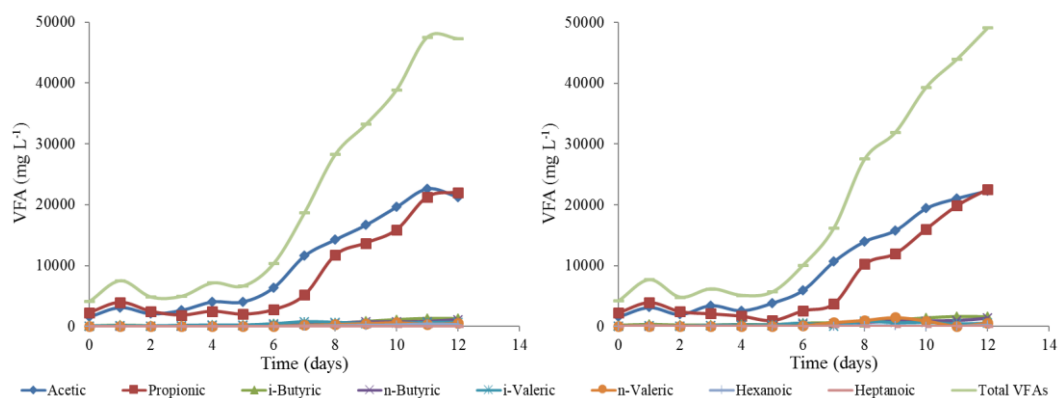 50000
40000
30000
20000
10000
0
VFA (mg L-1)
0 2 4 6 8 10 12 14
Time (days)
50000
40000
30000
20000
10000
0
VFA (mg L-1)
0 2 4 6 8 10 12 14
Time (days)
Acetic Propionic i-Butyric n-Butyric i-Valeric n-Valeric Hexanoic Heptanoic Total VFAs